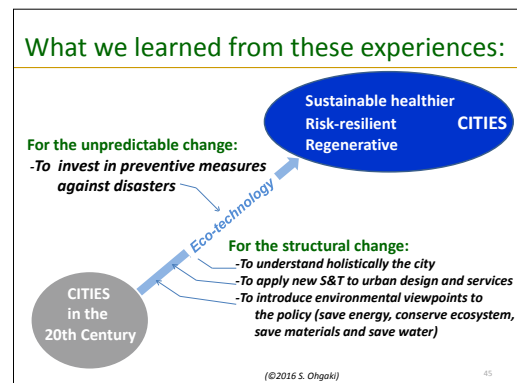 What we learned from these experiences:
Sustainable healthier
Risk-resilient CITIES
Regenerative
For the unpredictable change:
-To invest in preventive measures
against disasters
Eco-technology
For the structural change:
-To understand holistically the city
-To apply new S&T to urban design and services
-To introduce environmental viewpoints to
the policy (save energy, conserve ecosystem,
save materials and save water)
CITIES
in the
20th Century
(©2016 S. Ohgaki)
45